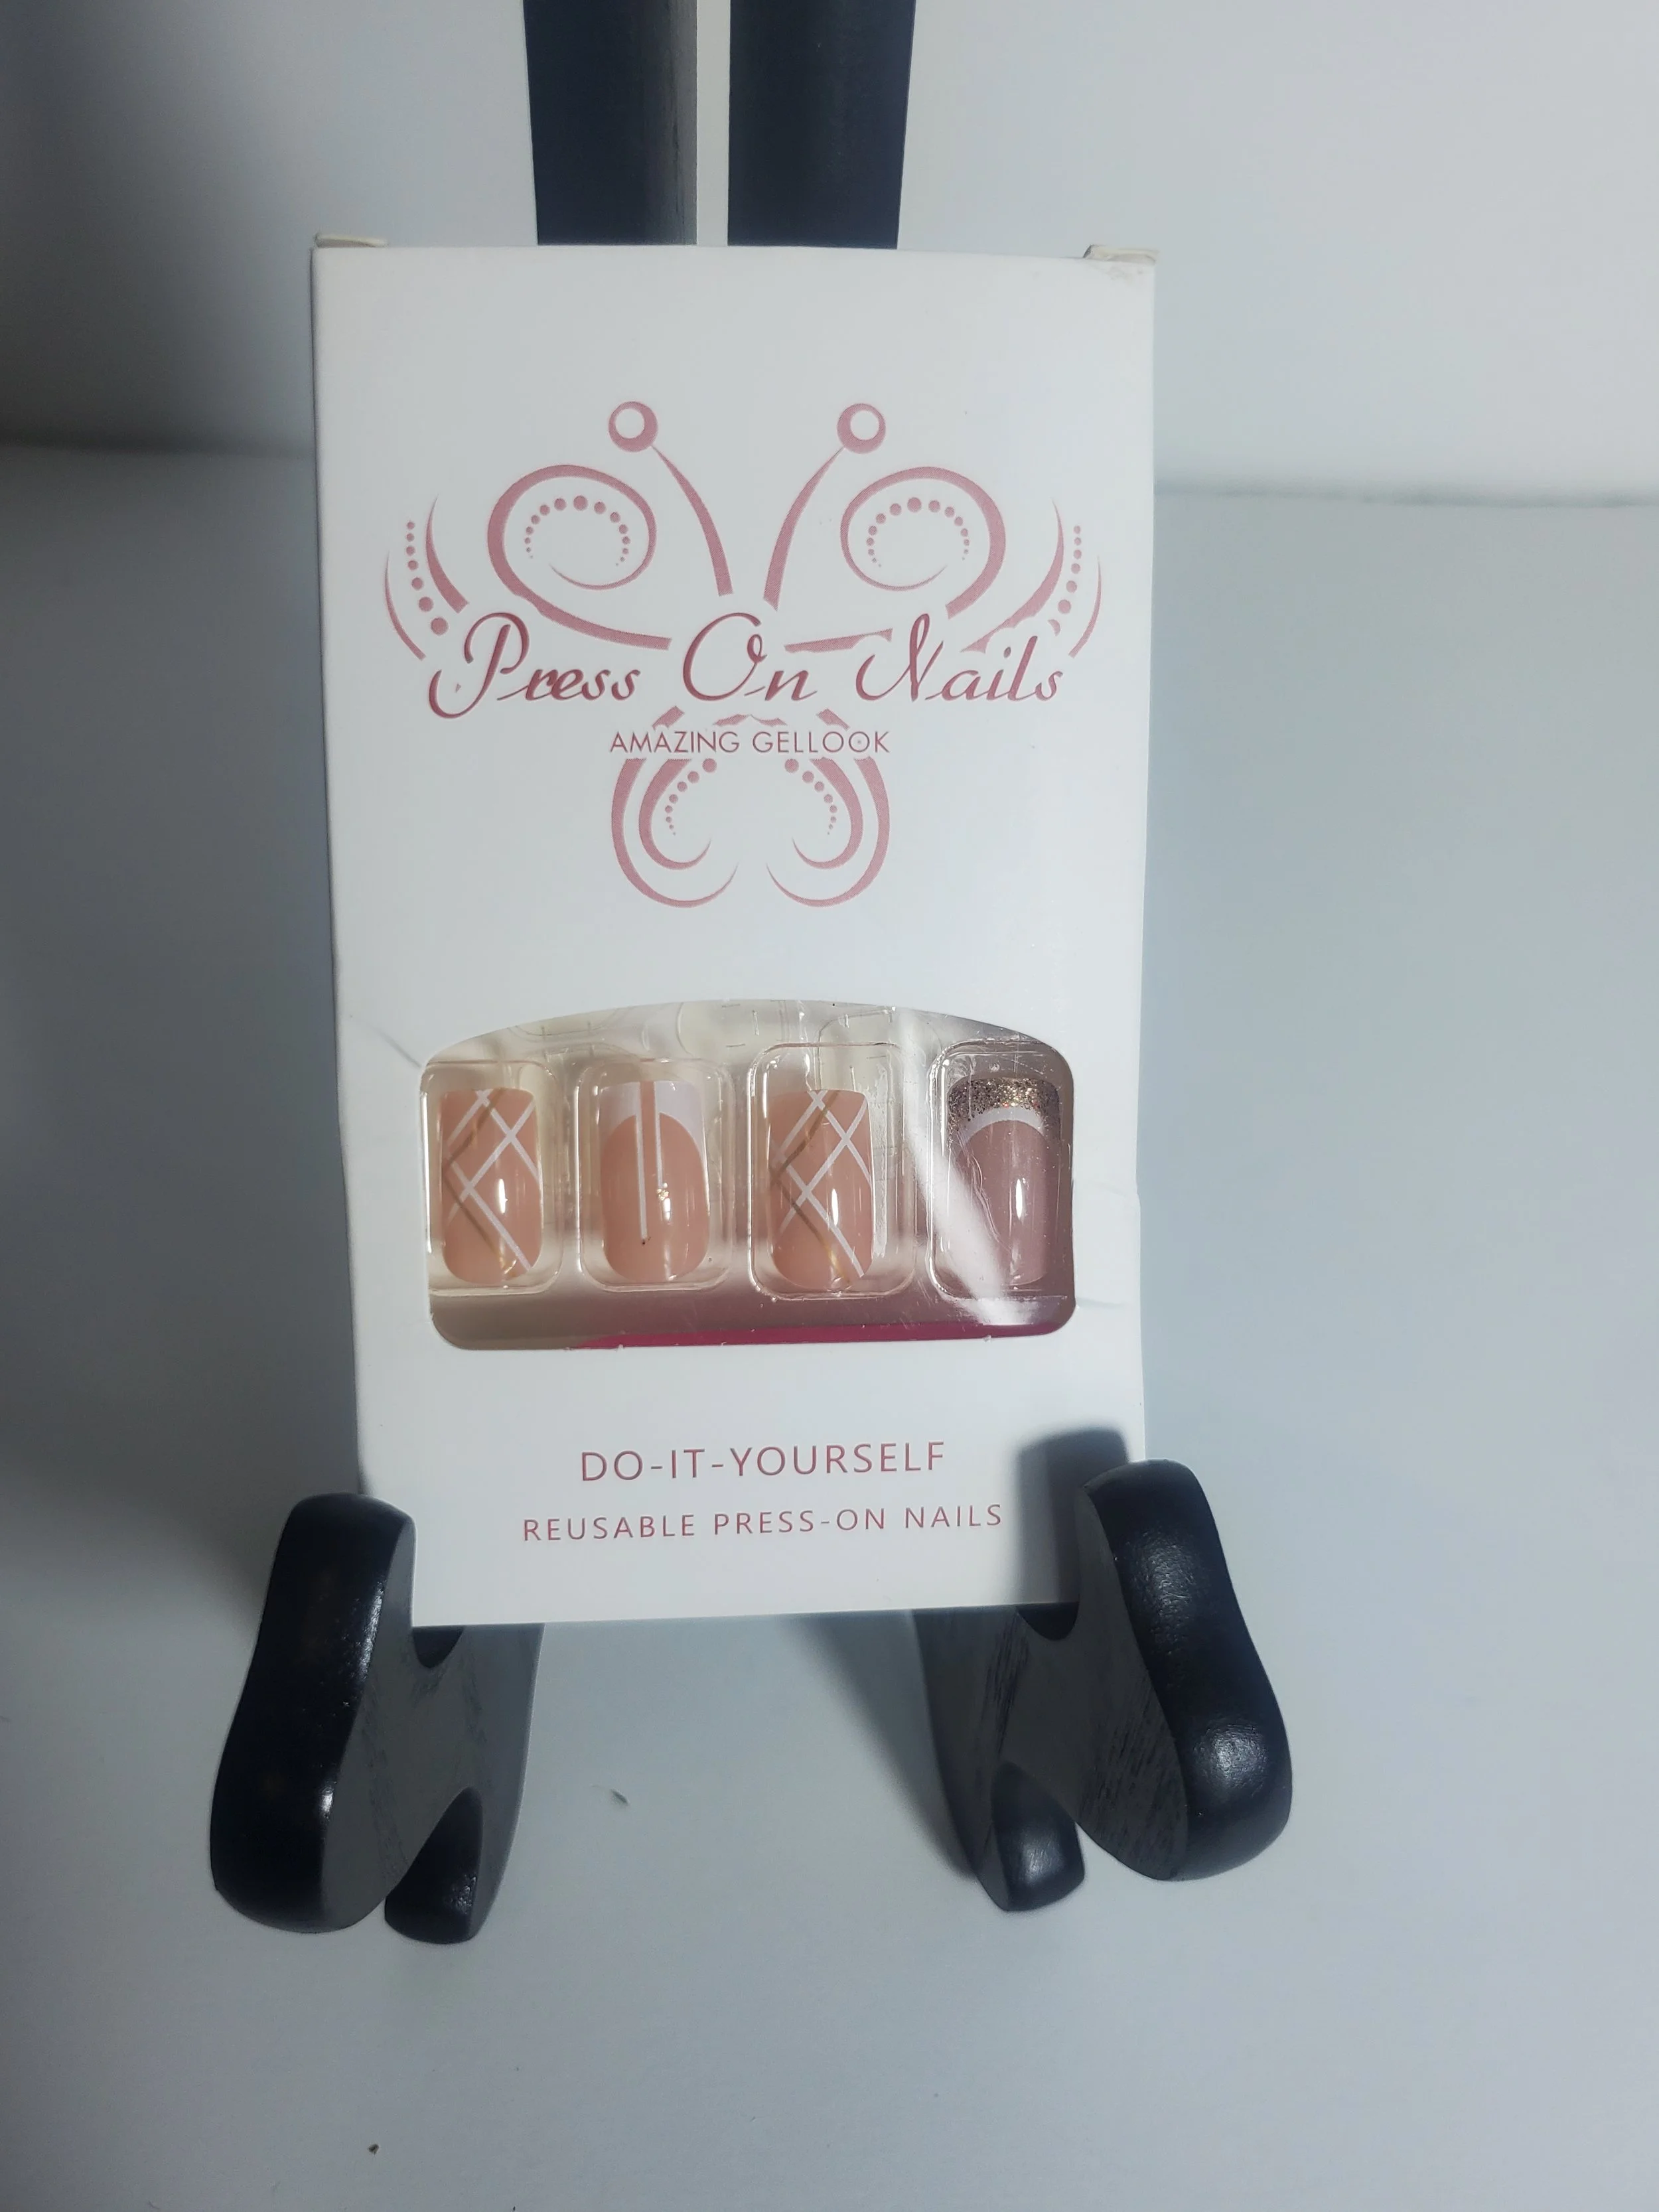 Press On Nails
AMAZING GELLOOK
DO-IT-YOURSELF
REUSABLE PRESS-ON NAILS